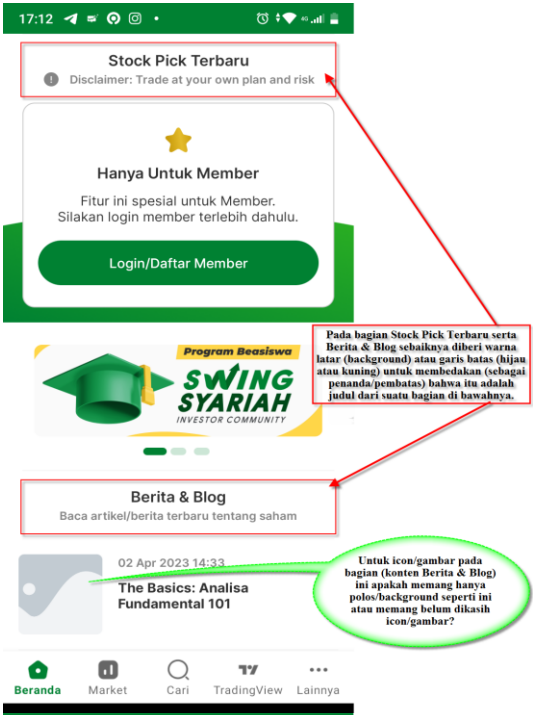 17:12
4G
Stock Pick Terbaru
Disclaimer: Trade at your own plan and risk
Hanya Untuk Member
Fitur ini spesial untuk Member.
Silakan login member terlebih dahulu.
Login/Daftar Member
Pada bagian Stock Pick Terbaru serta
Berita & Blog sebaiknya diberi warna
latar (background) atau garis batas (hijau
atau kuning) untuk membedakan (sebagai
penanda/pembatas) bahwa itu adalah
judul dari suatu bagian di bawahnya.
Program Beasiswa
SWING
SYARIAH
INVESTOR COMMUNITY
Berita & Blog
Baca artikel/berita terbaru tentang saham
02 Apr 2023 14:33
The Basics: Analisa
Fundamental 101
Untuk icon/gambar pada
bagian (konten Berita & Blog)
ini apakah memang hanya
polos/background seperti ini
atau memang belum dikasih
icon/gambar?
Beranda
Market
Cari
TradingView
Lainnya